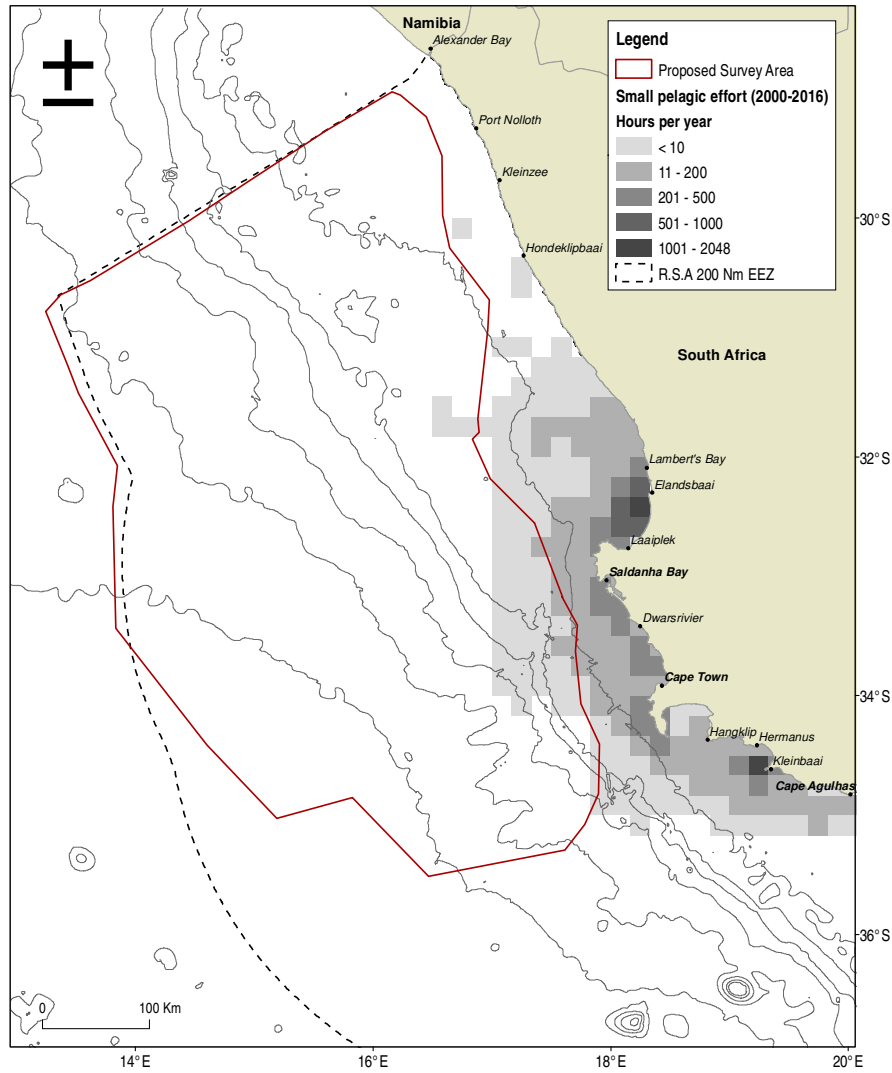 Namibia
Alexander Bay
Legend
Proposed Survey Area
Small pelagic effort (2000-2016)
Hours per year
< 10
11 - 200
201 - 500
501 - 1000
1001 - 2048
R.S.A 200 Nm EEZ
Port Nolloth
Kleinzee
30°S
Hondeklipbaai
South Africa
32°S
Lambert's Bay
Elandsbaai
Laaiplek
Saldanha Bay
Dwarsrivier
Cape Town
34°S
Hangklip
Hermanus
Kleinbaai
Cape Agulhas
36°S
0
100 Km
14°E
16°E
18°E
20°E